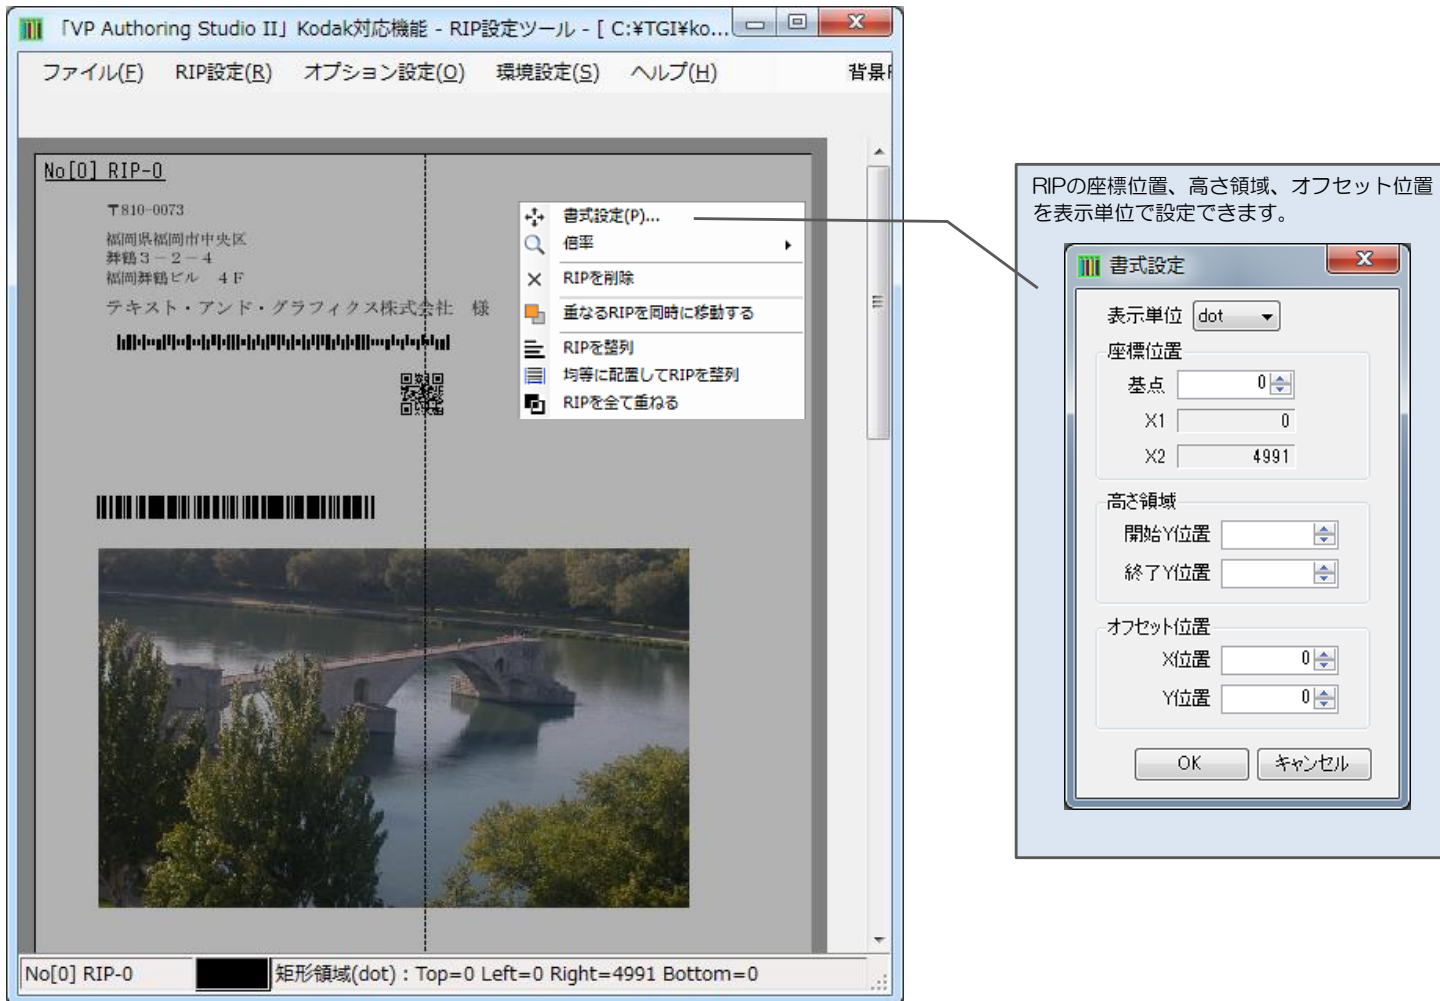 「VP Authoring Studio II」 Kodak対応機能 - RIP設定ツール - [ C:¥TGI¥ko...
ファイル(F) RIP設定(R) オプション設定(O) 環境設定(S) ヘルプ(H) 背景
No[0] RIP-0
〒810-0073
福岡県福岡市中央区
舞鶴3－2－4
福岡舞鶴ビル 4F
テキスト・アンド・グラフィクス株式会社 様
書式設定(P)...
倍率
RIPを削除
重なるRIPを同時に移動する
RIPを整列
均等に配置してRIPを整列
RIPを全て重ねる
No[0] RIP-0 矩形領域(dot) : Top=0 Left=0 Right=4991 Bottom=0
RIPの座標位置、高さ領域、オフセット位置
を表示単位で設定できます。
書式設定
表示単位 dot
座標位置
基点 0
X1 0
X2 4991
高さ領域
開始Y位置
終了Y位置
オフセット位置
X位置 0
Y位置 0
OK キャンセル